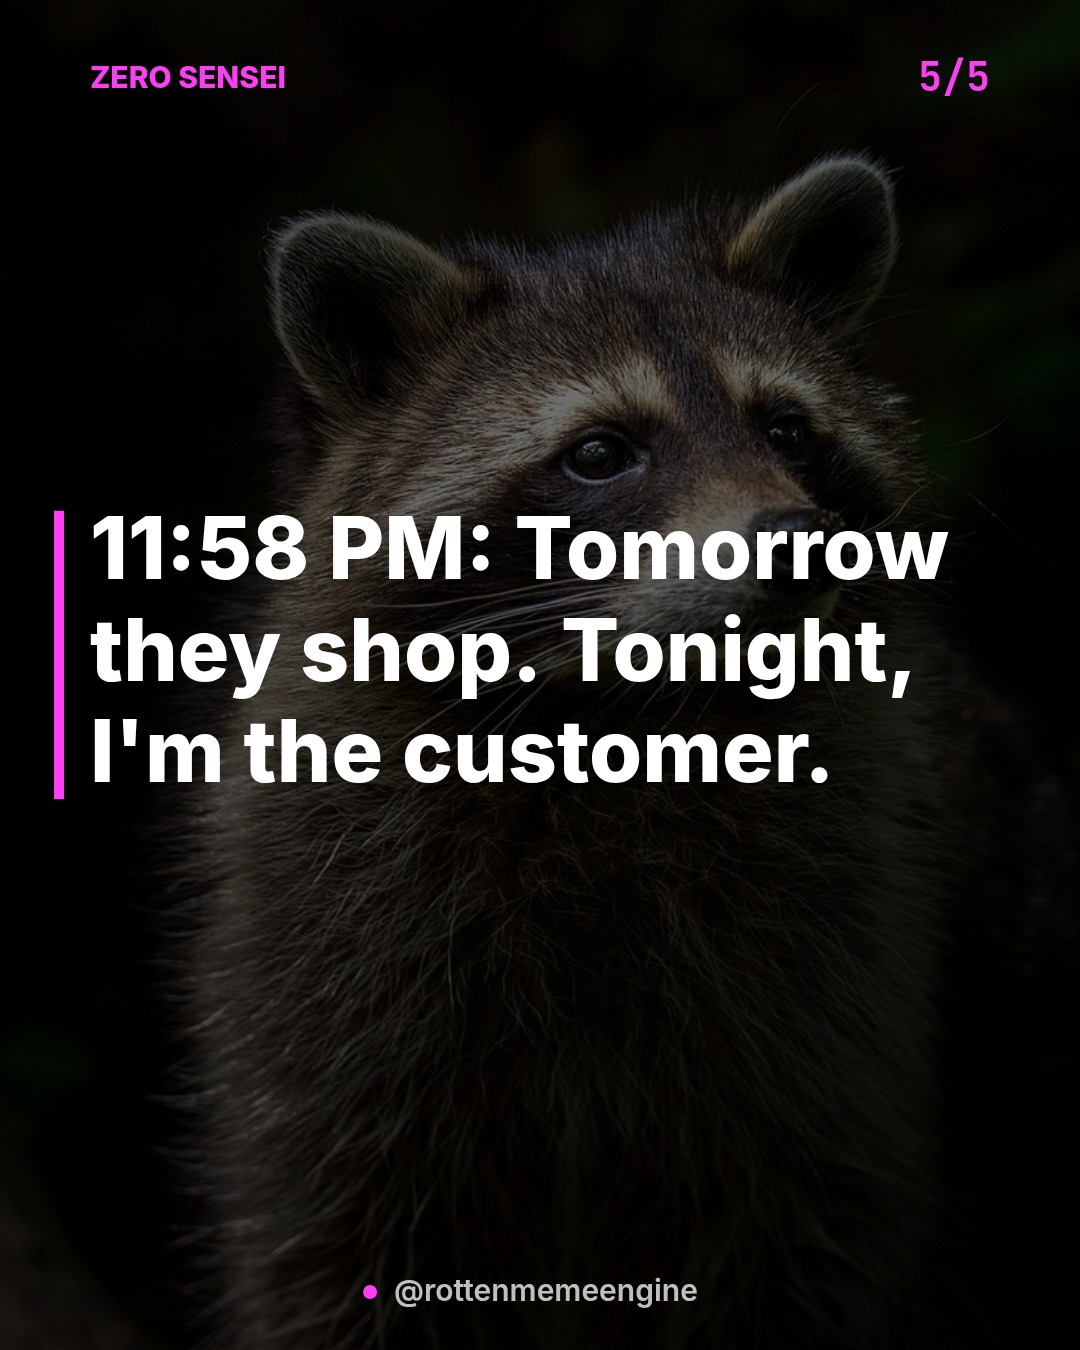 ZERO SENSEI
5/5
11:58 PM: Tomorrow
they shop. Tonight,
I'm the customer.
@rottenmemeengine